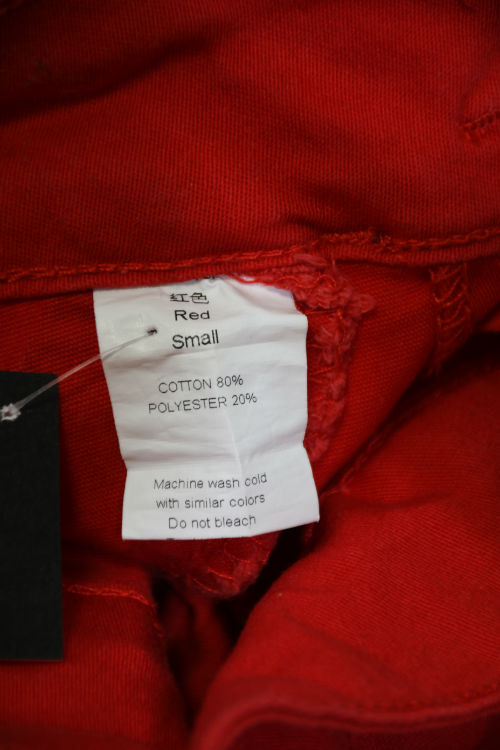 红色
Red
Small
COTTON 80%
POLYESTER 20%
Machine wash cold
with similar colors
Do not bleach